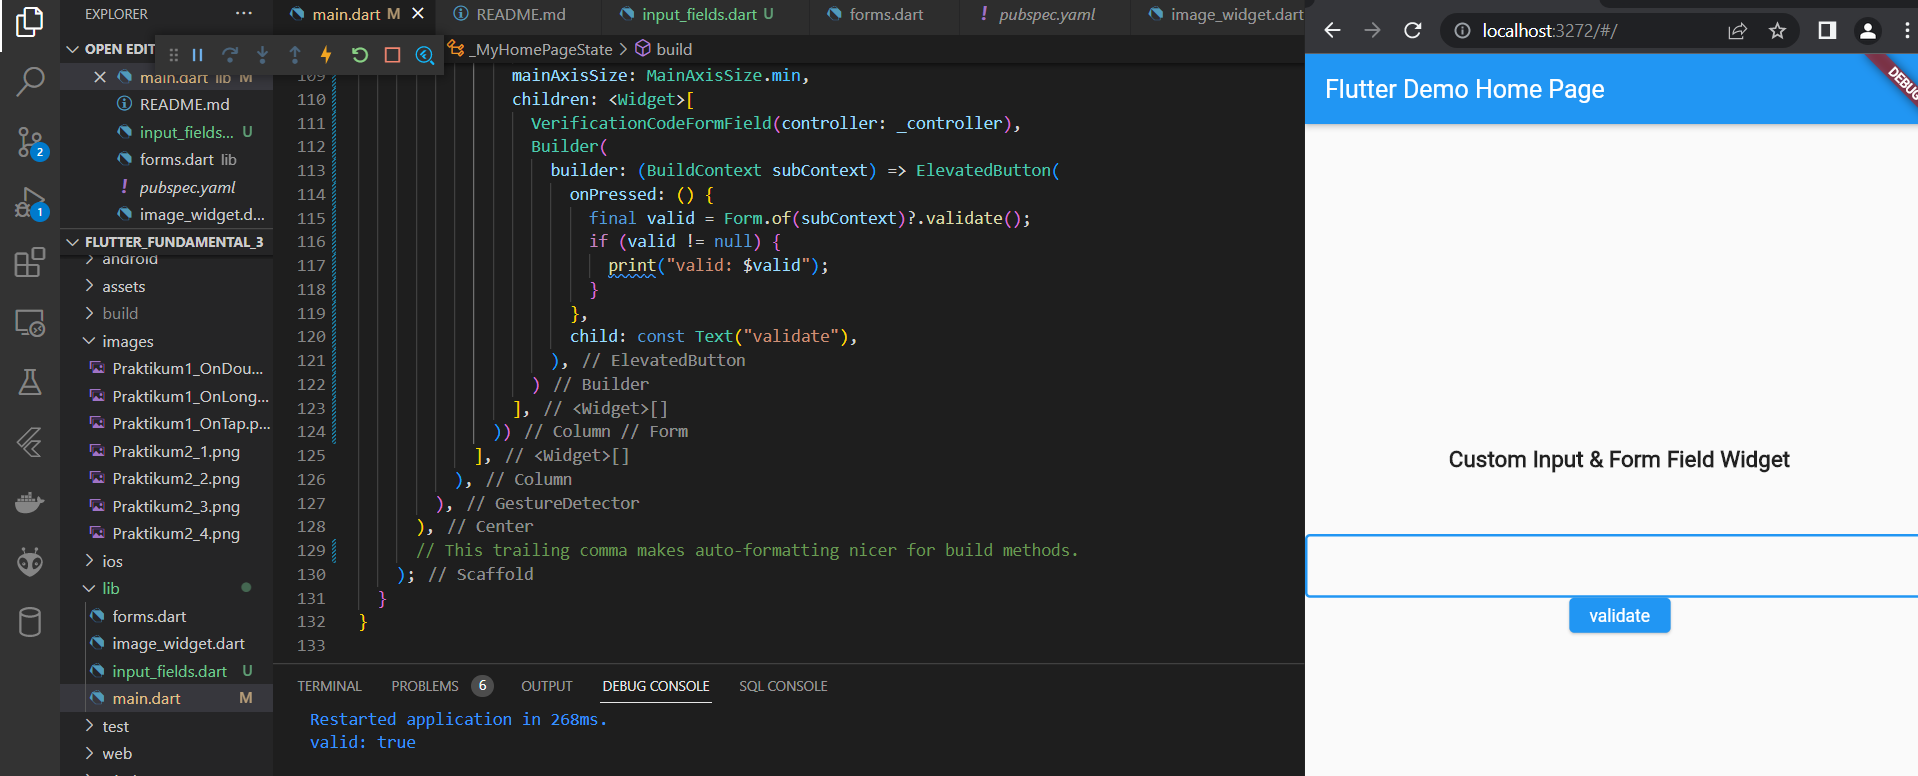 EXPLORER ...
OPEN EDIT
main.dart lib M
README.md
input_fields... U
forms.dart lib
! pubspec.yaml
image_widget.d...
FLUTTER_FUNDAMENTAL_3
android
assets
build
images
Praktikum1_OnDou...
Praktikum1_OnLong...
Praktikum1_OnTap.p...
Praktikum2_1.png
Praktikum2_2.png
Praktikum2_3.png
Praktikum2_4.png
ios
lib
forms.dart
image_widget.dart
input_fields.dart U
main.dart M
test
web
2
1
main.dart M README.md input_fields.dart U forms.dart ! pubspec.yaml image_widget.dart
_MyHomePageState > build
109 mainAxisSize: MainAxisSize.min,
110 children: <Widget>[
111 VerificationCodeFormField(controller: _controller),
112 Builder(
113 builder: (BuildContext subContext) => ElevatedButton(
114 onPressed: () {
115 final valid = Form.of(subContext)?.validate();
116 if (valid != null) {
117 print("valid: $valid");
118 }
119 },
120 child: const Text("validate"),
121 ), // ElevatedButton
122 ) // Builder
123 ], // <Widget>[]
124 )) // Column // Form
125 ], // <Widget>[]
126 ), // Column
127 ), // GestureDetector
128 ), // Center
129 // This trailing comma makes auto-formatting nicer for build methods.
130 ); // Scaffold
131 }
132 }
133
TERMINAL PROBLEMS 6 OUTPUT DEBUG CONSOLE SQL CONSOLE
Restarted application in 268ms.
valid: true
localhost:3272/#/
Flutter Demo Home Page
DEBUG
Custom Input & Form Field Widget
validate